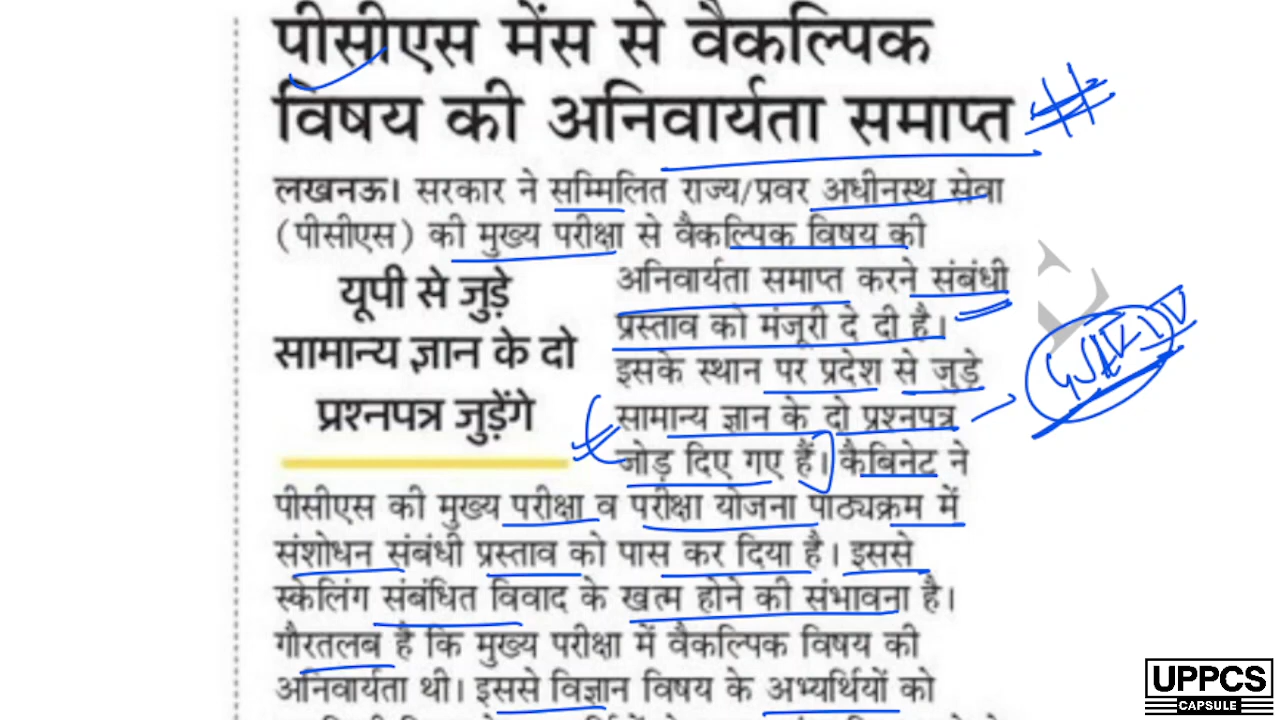 पीसीएस मेंस से वैकल्पिक
विषय की अनिवार्यता समाप्त
लखनऊ। सरकार ने सम्मिलित राज्य/प्रवर अधीनस्थ सेवा
(पीसीएस) की मुख्य परीक्षा से वैकल्पिक विषय की
यूपी से जुड़े
सामान्य ज्ञान के दो
प्रश्नपत्र जुड़ेंगे
अनिवार्यता समाप्त करने संबंधी
प्रस्ताव को मंजूरी दे दी है।
इसके स्थान पर प्रदेश से जुड़े
सामान्य ज्ञान के दो प्रश्नपत्र
जोड़ दिए गए हैं। कैबिनेट ने
पीसीएस की मुख्य परीक्षा व परीक्षा योजना पाठ्यक्रम में
संशोधन संबंधी प्रस्ताव को पास कर दिया है। इससे
स्केलिंग संबंधित विवाद के खत्म होने की संभावना है।
गौरतलब है कि मुख्य परीक्षा में वैकल्पिक विषय की
अनिवार्यता थी। इससे विज्ञान विषय के अभ्यर्थियों को
UPPCS
CAPSULE